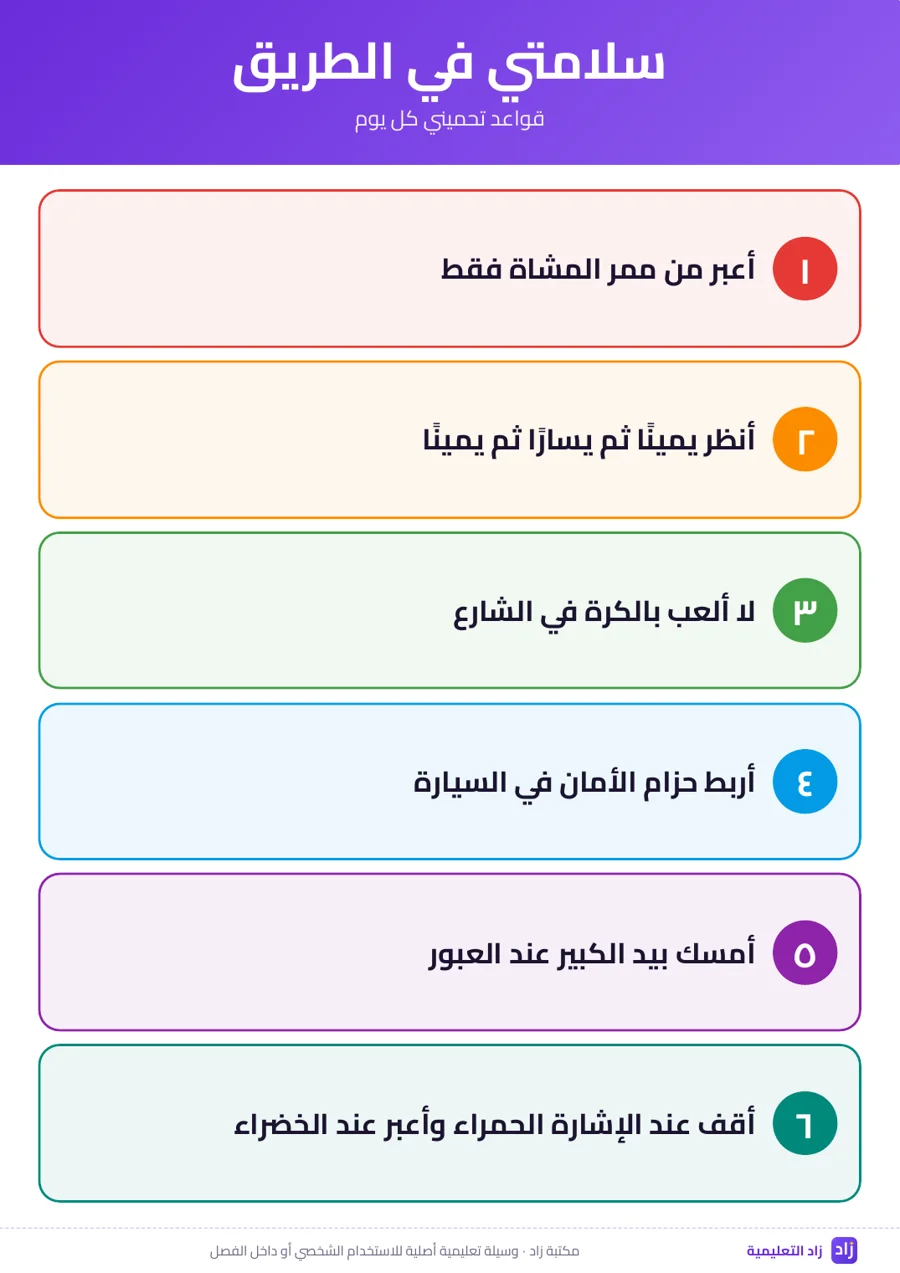 سلامتي في الطريق
قواعد تحميني كل يوم
١ أعبر من ممر المشاة فقط
٢ أنظر يمينًا ثم يسارًا ثم يمينًا
٣ لا ألعب بالكرة في الشارع
٤ أربط حزام الأمان في السيارة
٥ أمسك بيد الكبير عند العبور
٦ أقف عند الإشارة الحمراء وأعبر عند الخضراء
زاد زاد التعليمية
مكتبة زاد · وسيلة تعليمية أصلية للاستخدام الشخصي أو داخل الفصل